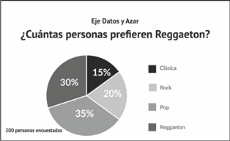 Eje Datos y Azar
¿Cuántas personas prefieren Reggaeton?
15%
20%
35%
30%
Clásica
Rock
Pop
Reggaeton
200 personas encuestadas